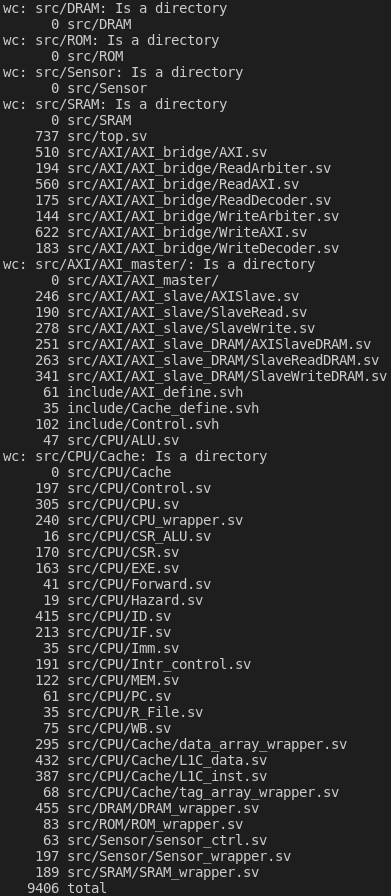 wc: src/DRAM: Is a directory
      0 src/DRAM
wc: src/ROM: Is a directory
      0 src/ROM
wc: src/Sensor: Is a directory
      0 src/Sensor
wc: src/SRAM: Is a directory
      0 src/SRAM
    737 src/top.sv
    510 src/AXI/AXI_bridge/AXI.sv
    194 src/AXI/AXI_bridge/ReadArbiter.sv
    560 src/AXI/AXI_bridge/ReadAXI.sv
    175 src/AXI/AXI_bridge/ReadDecoder.sv
    144 src/AXI/AXI_bridge/WriteArbiter.sv
    622 src/AXI/AXI_bridge/WriteAXI.sv
    183 src/AXI/AXI_bridge/WriteDecoder.sv
wc: src/AXI/AXI_master/: Is a directory
      0 src/AXI/AXI_master/
    246 src/AXI/AXI_slave/AXISlave.sv
    190 src/AXI/AXI_slave/SlaveRead.sv
    278 src/AXI/AXI_slave/SlaveWrite.sv
    251 src/AXI/AXI_slave_DRAM/AXISlaveDRAM.sv
    263 src/AXI/AXI_slave_DRAM/SlaveReadDRAM.sv
    341 src/AXI/AXI_slave_DRAM/SlaveWriteDRAM.sv
     61 include/AXI_define.svh
     35 include/Cache_define.svh
    102 include/Control.svh
     47 src/CPU/ALU.sv
wc: src/CPU/Cache: Is a directory
      0 src/CPU/Cache
    197 src/CPU/Control.sv
    305 src/CPU/CPU.sv
    240 src/CPU/CPU_wrapper.sv
     16 src/CPU/CSR_ALU.sv
    170 src/CPU/CSR.sv
    163 src/CPU/EXE.sv
     41 src/CPU/Forward.sv
     19 src/CPU/Hazard.sv
    415 src/CPU/ID.sv
    213 src/CPU/IF.sv
     35 src/CPU/Imm.sv
    191 src/CPU/Intr_control.sv
    122 src/CPU/MEM.sv
     61 src/CPU/PC.sv
     35 src/CPU/R_File.sv
     75 src/CPU/WB.sv
    295 src/CPU/Cache/data_array_wrapper.sv
    432 src/CPU/Cache/L1C_data.sv
    387 src/CPU/Cache/L1C_inst.sv
     68 src/CPU/Cache/tag_array_wrapper.sv
    455 src/DRAM/DRAM_wrapper.sv
     83 src/ROM/ROM_wrapper.sv
     63 src/Sensor/sensor_ctrl.sv
    197 src/Sensor/Sensor_wrapper.sv
    189 src/SRAM/SRAM_wrapper.sv
   9406 total